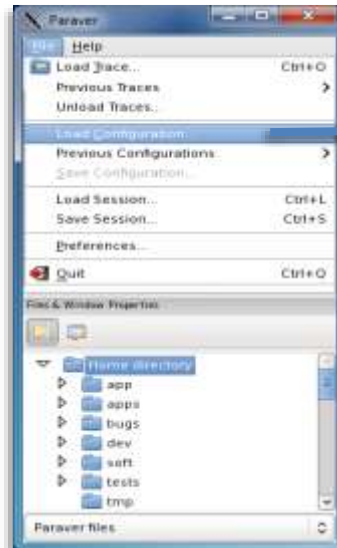 Paraver
File Help
Load Trace... Ctrl+O
Previous Traces
Unload Traces...
Load Configuration...
Previous Configurations
Save Configuration...
Load Session... Ctrl+L
Save Session... Ctrl+S
Preferences...
Quit Ctrl+Q
Files & Window Properties
Home directory
app
apps
bugs
dev
soft
tests
tmp
Paraver files